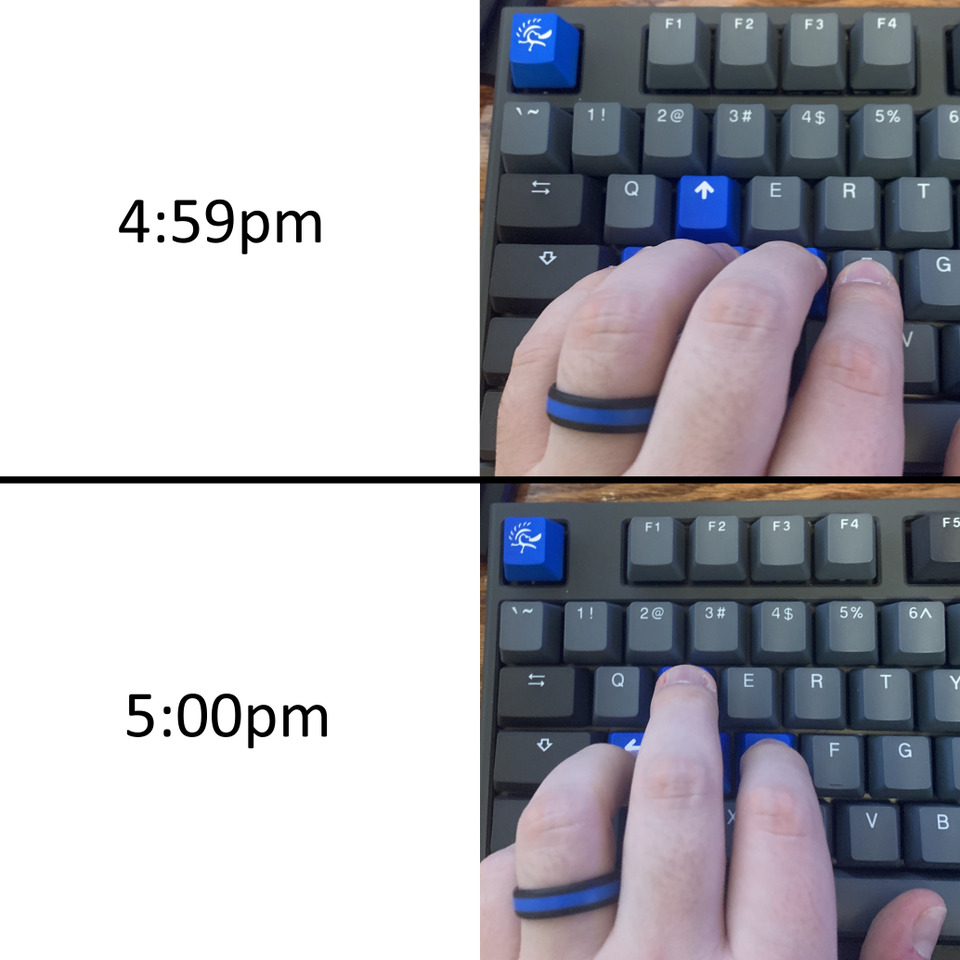 4:59pm
F1 F2 F3 F4
`~ 1! 2@ 3# 4$ 5% 6
Q E R T
G
V
5:00pm
F1 F2 F3 F4 F5
`~ 1! 2@ 3# 4$ 5% 6^
Q E R T Y
F G
X V B